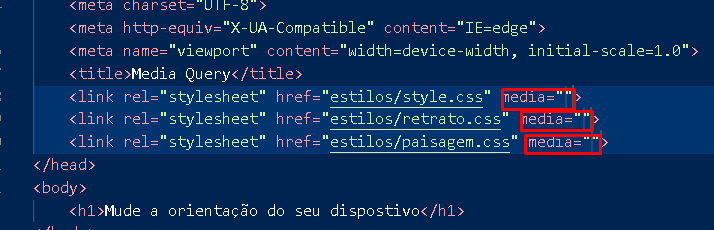 <meta charset="UTF-8">
<meta http-equiv="X-UA-Compatible" content="IE=edge">
<meta name="viewport" content="width=device-width, initial-scale=1.0">
<title>Media Query</title>
<link rel="stylesheet" href="estilos/style.css" media="">
<link rel="stylesheet" href="estilos/retrato.css" media="">
<link rel="stylesheet" href="estilos/paisagem.css" media="">
</head>
<body>
<h1>Mude a orientação do seu dispostivo</h1>